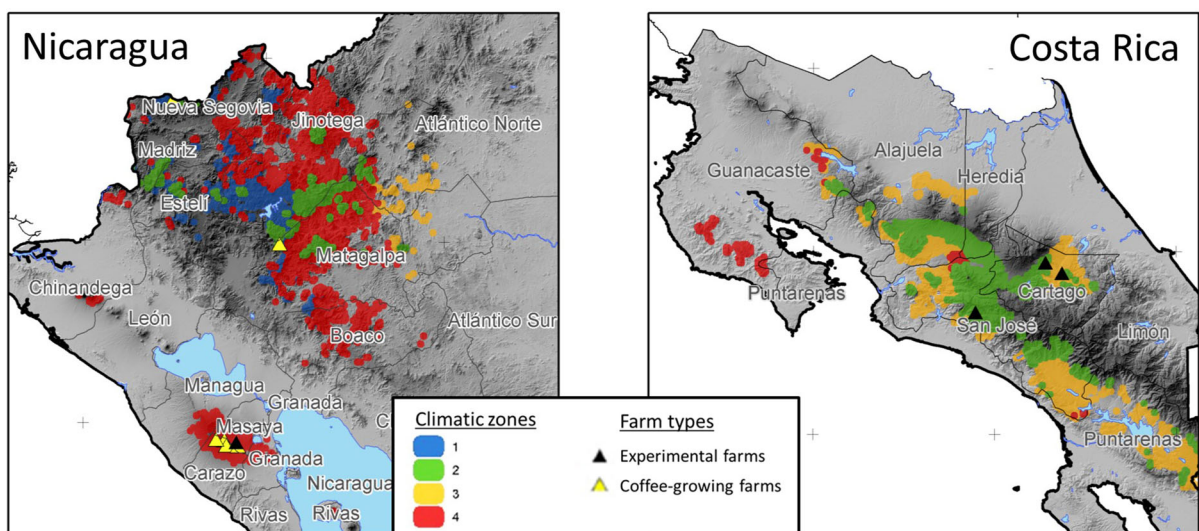 Nicaragua
Nueva Segovia
Jinotega
Atlántico Norte
Madriz
Estelí
Matagalpa
Chinandega
León
Boaco
Atlántico Sur
Managua
Granada
Masaya
Granada
Carazo
Nicaragua
Rivas
Rivas
Costa Rica
Alajuela
Guanacaste
Heredia
Puntarenas
Cartago
San José
Limón
Puntarenas
Climatic zones
1
2
3
4
Farm types
Experimental farms
Coffee-growing farms